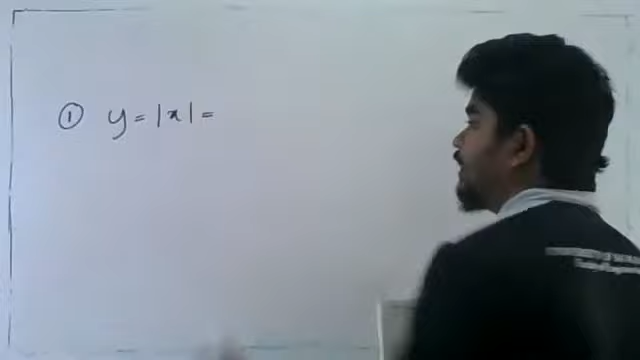 ① y = |x| =